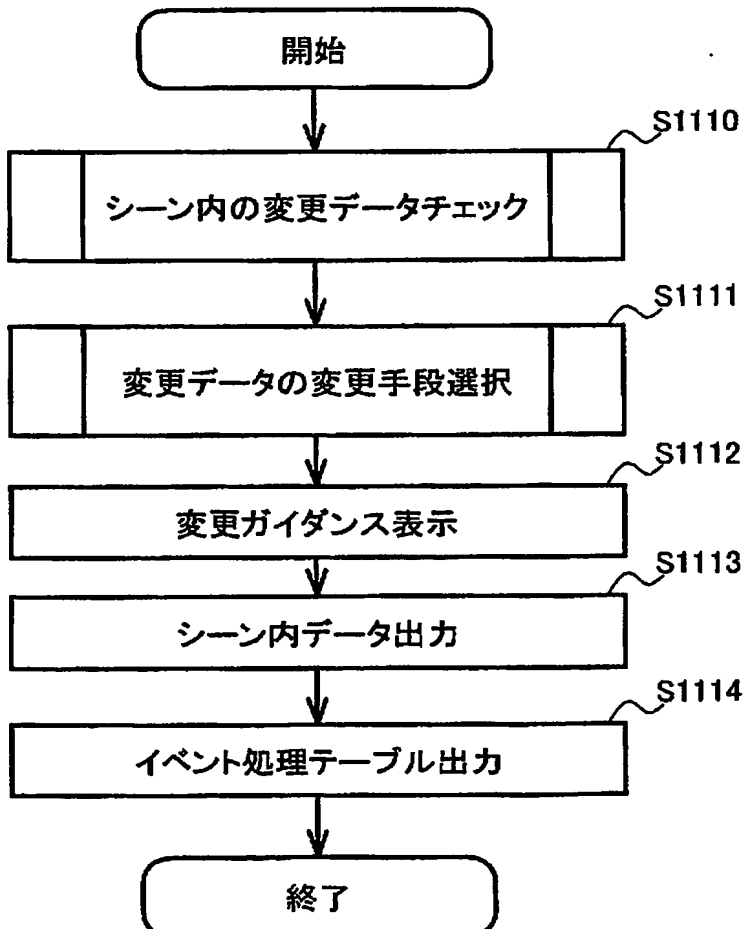 開始
S1110
シーン内の変更データチェック
S1111
変更データの変更手段選択
S1112
変更ガイダンス表示
S1113
シーン内データ出力
S1114
イベント処理テーブル出力
終了